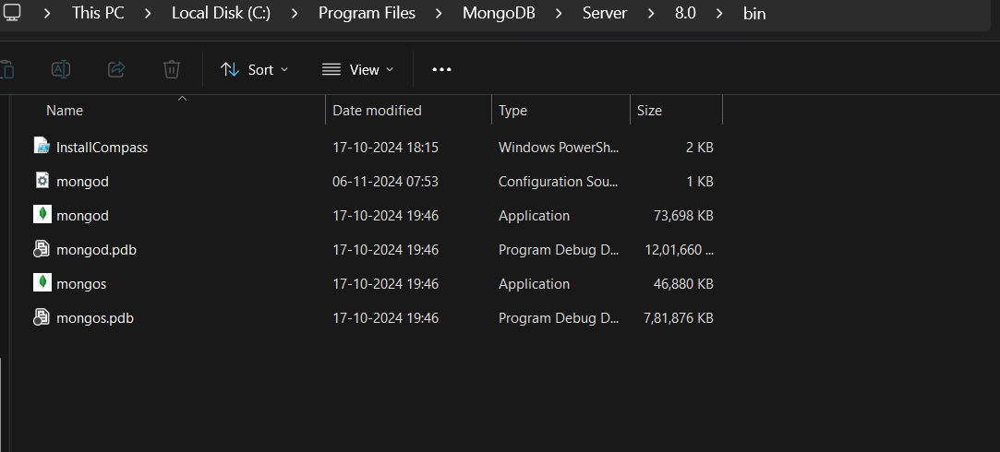 This PC > Local Disk (C:) > Program Files > MongoDB > Server > 8.0 > bin
Sort View
Name Date modified Type Size
InstallCompass 17-10-2024 18:15 Windows PowerSh... 2 KB
mongod 06-11-2024 07:53 Configuration Sou... 1 KB
mongod 17-10-2024 19:46 Application 73,698 KB
mongod.pdb 17-10-2024 19:46 Program Debug D... 12,01,660 ...
mongos 17-10-2024 19:46 Application 46,880 KB
mongos.pdb 17-10-2024 19:46 Program Debug D... 7,81,876 KB